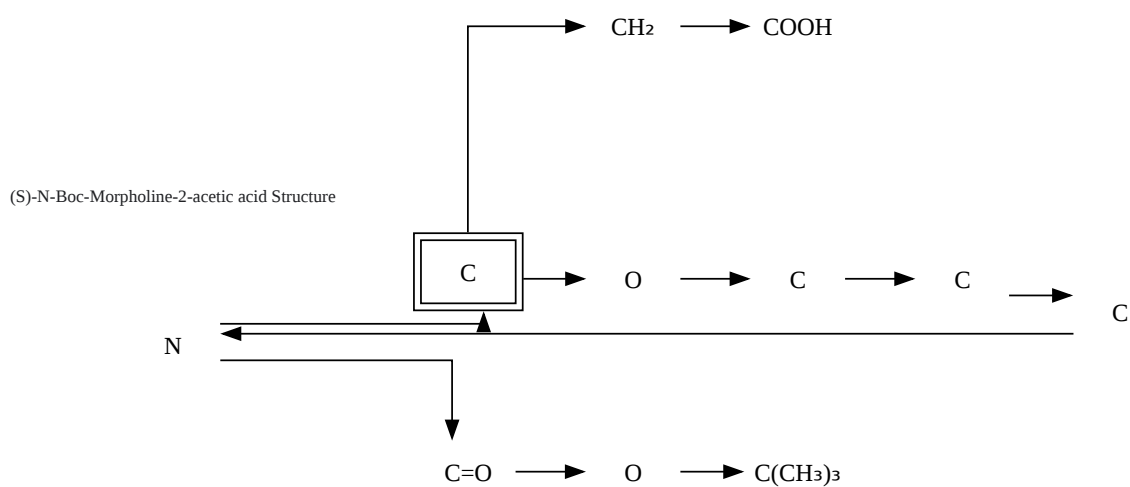 CH₂ COOH
(S)-N-Boc-Morpholine-2-acetic acid Structure
C O C C C
N
C=O O C(CH₃)₃